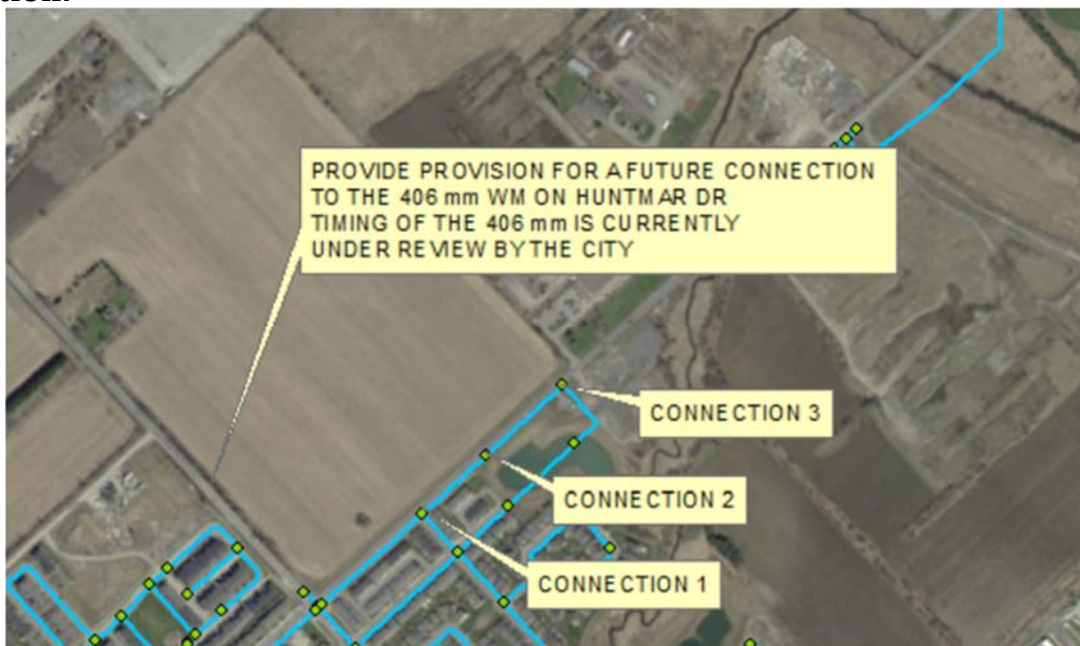 PROVIDE PROVISION FOR A FUTURE CONNECTION
TO THE 406 mm WM ON HUNTMAR DR
TIMING OF THE 406 mm IS CURRENTLY
UNDER REVIEW BY THE CITY
CONNECTION 3
CONNECTION 2
CONNECTION 1